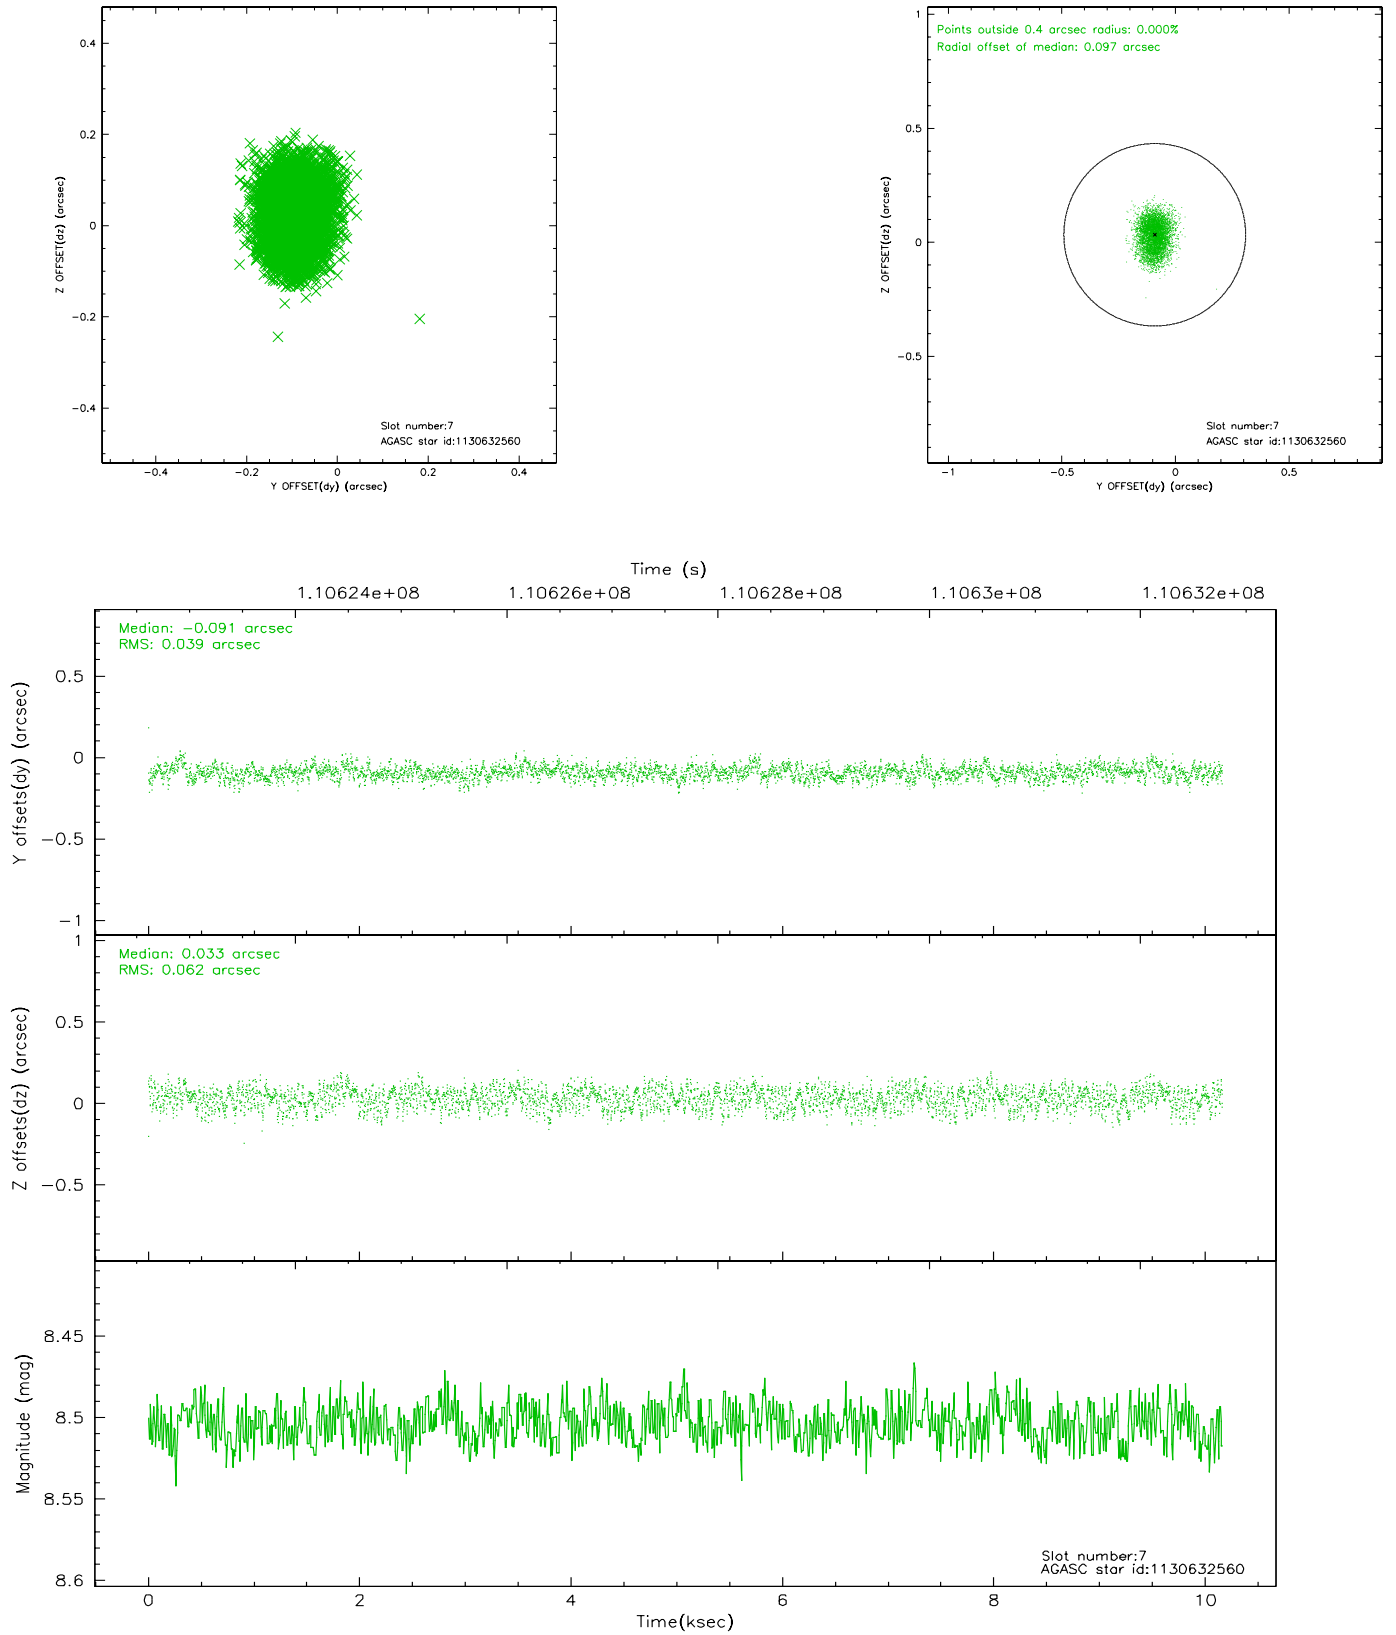 0.4
0.2
0
−0.2
−0.4
Z OFFSET(dz) (arcsec)
Slot number:7
AGASC star id:1130632560
−0.4 −0.2 0 0.2 0.4
Y OFFSET(dy) (arcsec)
Points outside 0.4 arcsec radius: 0.000%
Radial offset of median: 0.097 arcsec
1
0.5
0
−0.5
Z OFFSET(dz) (arcsec)
Slot number:7
AGASC star id:1130632560
−1 −0.5 0 0.5
Y OFFSET(dy) (arcsec)
Time (s)
1.10624e+08 1.10626e+08 1.10628e+08 1.1063e+08 1.10632e+08
Median: −0.091 arcsec
RMS: 0.039 arcsec
0.5
0
−0.5
−1
Y offsets(dy) (arcsec)
Median: 0.033 arcsec
RMS: 0.062 arcsec
1
0.5
0
−0.5
Z offsets(dz) (arcsec)
8.45
8.5
8.55
8.6
Magnitude (mag)
Slot number:7
AGASC star id:1130632560
0 2 4 6 8 10
Time(ksec)